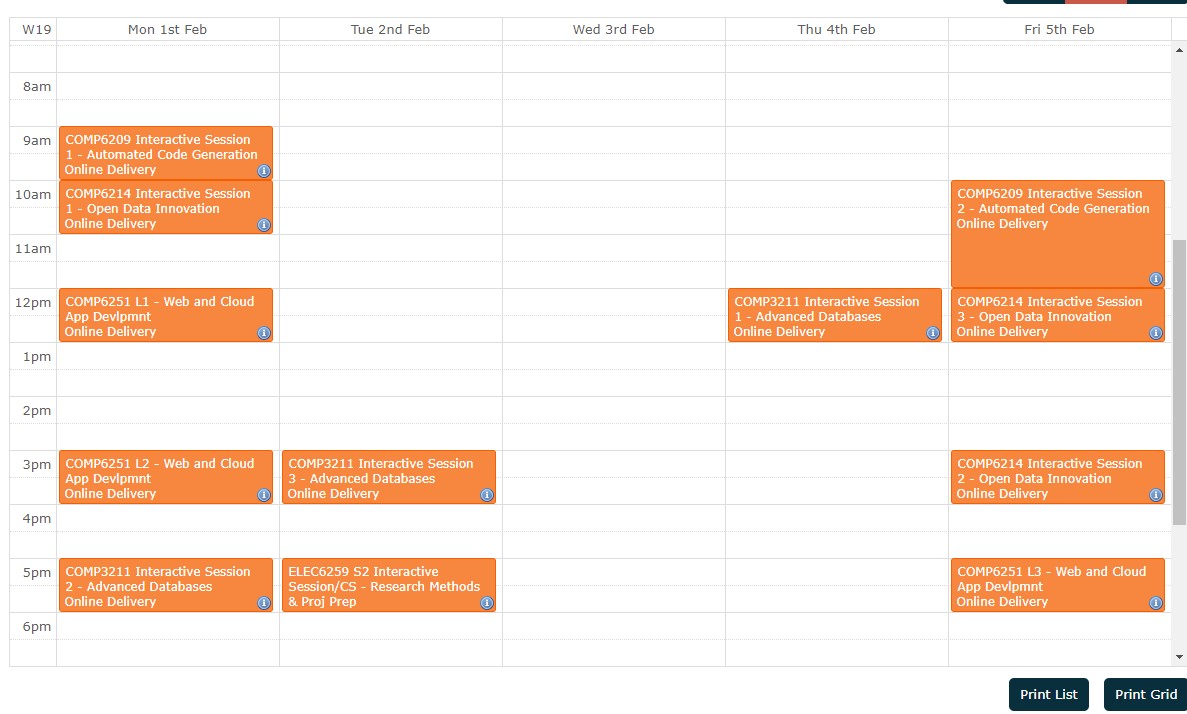 W19 Mon 1st Feb Tue 2nd Feb Wed 3rd Feb Thu 4th Feb Fri 5th Feb
8am
9am
COMP6209 Interactive Session
1 - Automated Code Generation
Online Delivery
10am
COMP6214 Interactive Session
1 - Open Data Innovation
Online Delivery
COMP6209 Interactive Session
2 - Automated Code Generation
Online Delivery
11am
12pm
COMP6251 L1 - Web and Cloud
App Devlpmnt
Online Delivery
COMP3211 Interactive Session
1 - Advanced Databases
Online Delivery
COMP6214 Interactive Session
3 - Open Data Innovation
Online Delivery
1pm
2pm
3pm
COMP6251 L2 - Web and Cloud
App Devlpmnt
Online Delivery
COMP3211 Interactive Session
3 - Advanced Databases
Online Delivery
COMP6214 Interactive Session
2 - Open Data Innovation
Online Delivery
4pm
5pm
COMP3211 Interactive Session
2 - Advanced Databases
Online Delivery
ELEC6259 S2 Interactive
Session/CS - Research Methods
& Proj Prep
COMP6251 L3 - Web and Cloud
App Devlpmnt
Online Delivery
6pm
Print List
Print Grid